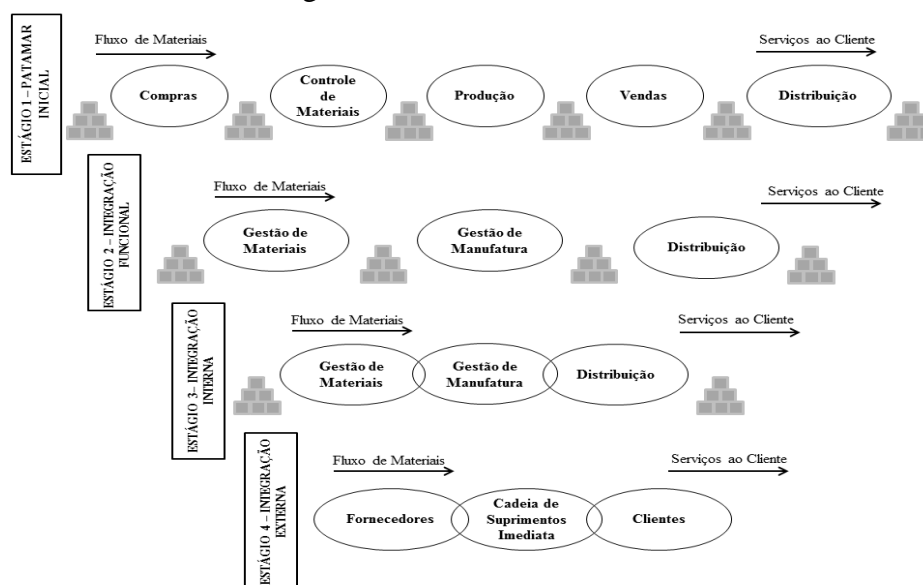 ESTÁGIO 1 – PATAMAR
INICIAL
Fluxo de Materiais
Serviços ao Cliente
Compras
Controle
de
Materiais
Produção
Vendas
Distribuição
ESTÁGIO 2 – INTEGRAÇÃO
FUNCIONAL
Fluxo de Materiais
Serviços ao Cliente
Gestão de
Materiais
Gestão de
Manufatura
Distribuição
ESTÁGIO 3– INTEGRAÇÃO
INTERNA
Fluxo de Materiais
Serviços ao Cliente
Gestão de
Materiais
Gestão de
Manufatura
Distribuição
ESTÁGIO 4 – INTEGRAÇÃO
EXTERNA
Fluxo de Materiais
Serviços ao Cliente
Fornecedores
Cadeia de
Suprimentos
Imediata
Clientes